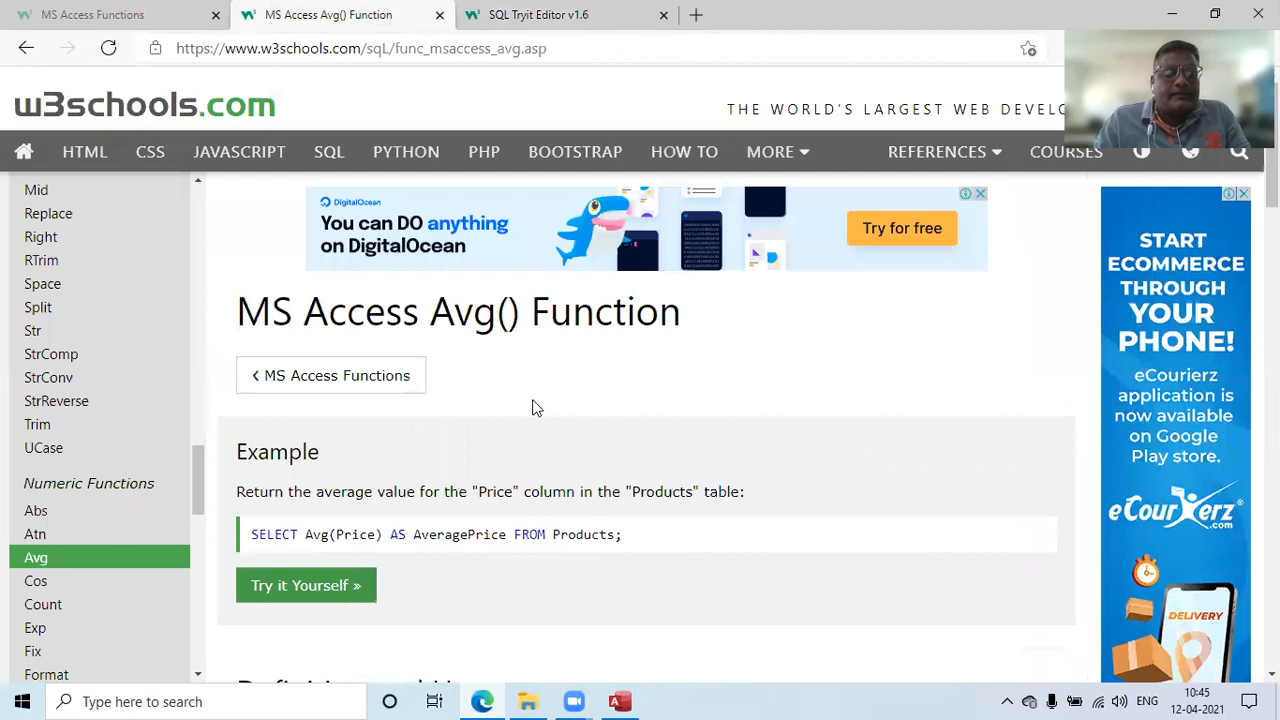 MS Access Functions
MS Access Avg() Function
SQL Tryit Editor v1.6
https://www.w3schools.com/sqL/func_msaccess_avg.asp
w3schools.com
THE WORLD'S LARGEST WEB DEVELO
HTML CSS JAVASCRIPT SQL PYTHON PHP BOOTSTRAP HOW TO MORE REFERENCES COURSES
Mid
Replace
Right
RTrim
Space
Split
Str
StrComp
StrConv
StrReverse
Trim
UCase
Numeric Functions
Abs
Atn
Avg
Cos
Count
Exp
Fix
Format
DigitalOcean
You can DO anything
on DigitalOcean
Try for free
MS Access Avg() Function
❮ MS Access Functions
Example
Return the average value for the "Price" column in the "Products" table:
SELECT Avg(Price) AS AveragePrice FROM Products;
Try it Yourself »
START
ECOMMERCE
THROUGH
YOUR
PHONE!
eCourierz
application is
now available
on Google
Play store.
eCourierz
.com
DELIVERY
Type here to search
ENG
10:45
12-04-2021